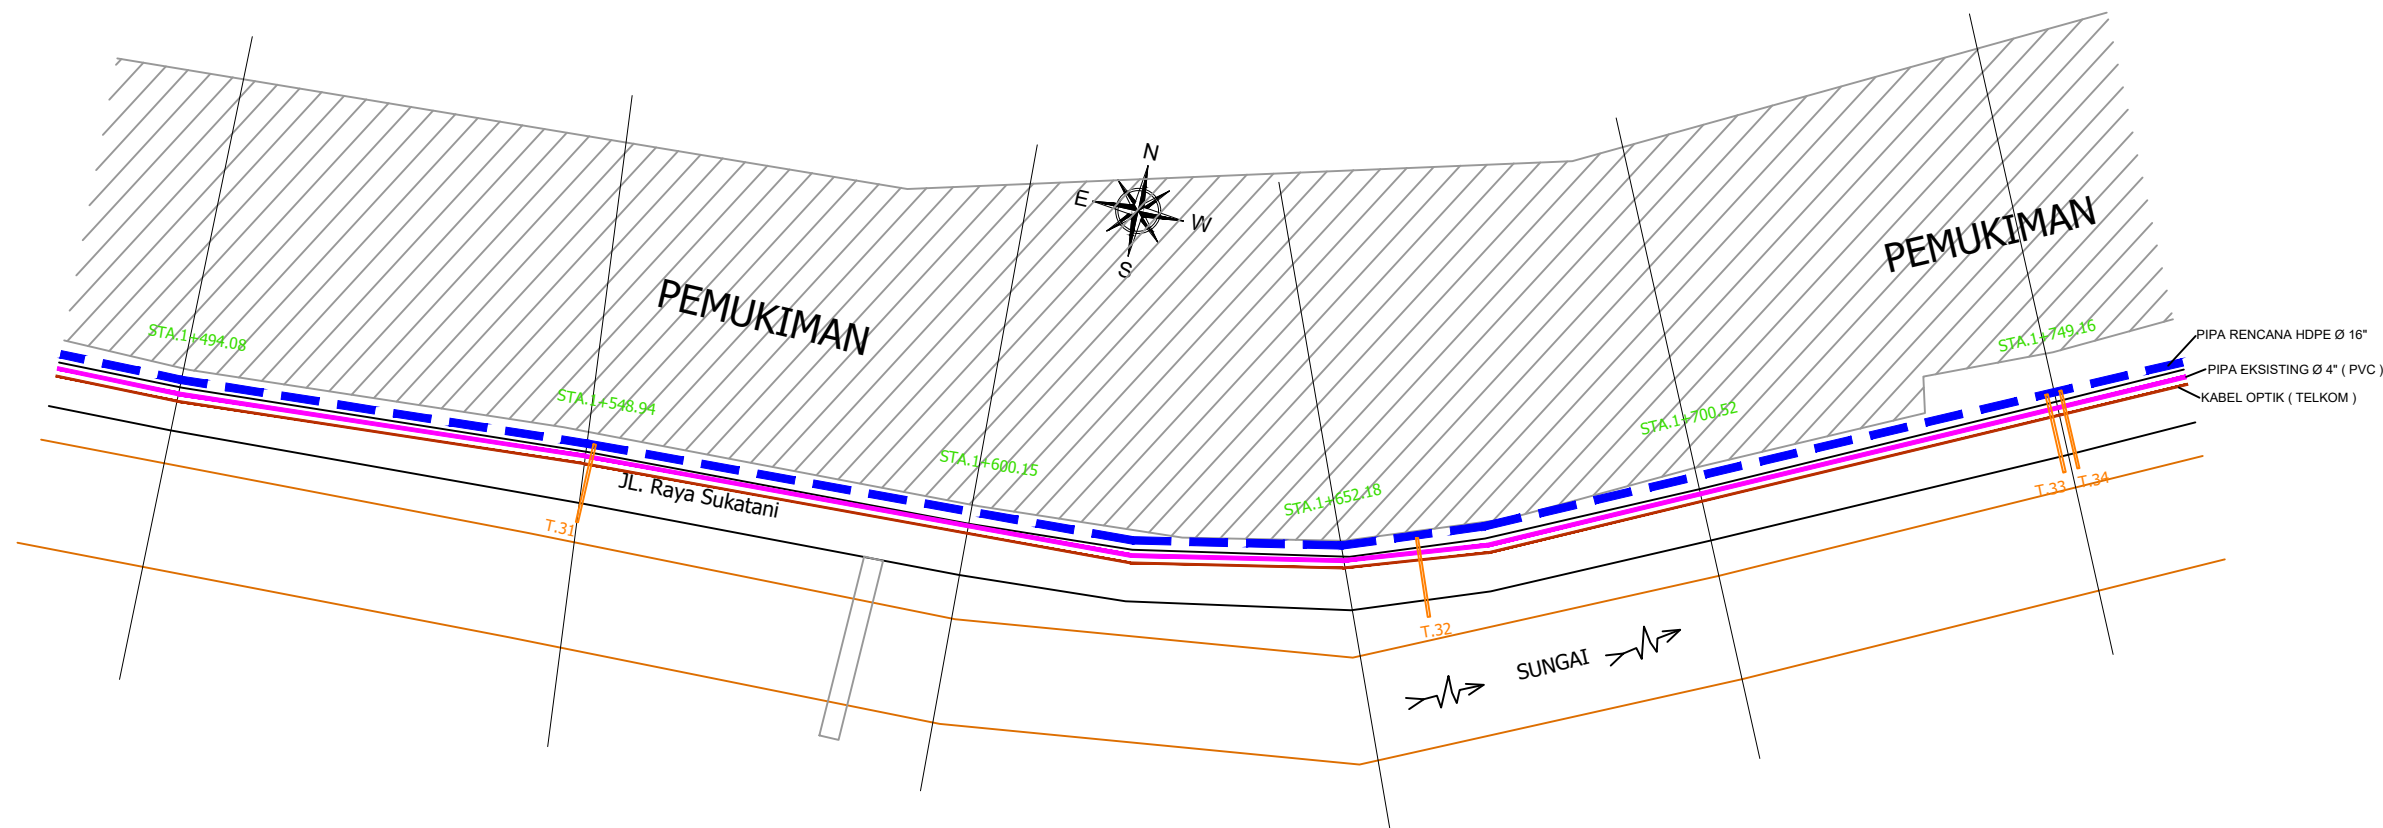 N
E
W
S
PEMUKIMAN
PEMUKIMAN
STA.1+494.08
STA.1+548.94
STA.1+600.15
STA.1+652.18
STA.1+700.52
STA.1+749.16
PIPA RENCANA HDPE Ø 16"
PIPA EKSISTING Ø 4" ( PVC )
KABEL OPTIK ( TELKOM )
JL. Raya Sukatani
T.31
T.32
T.33
T.34
SUNGAI